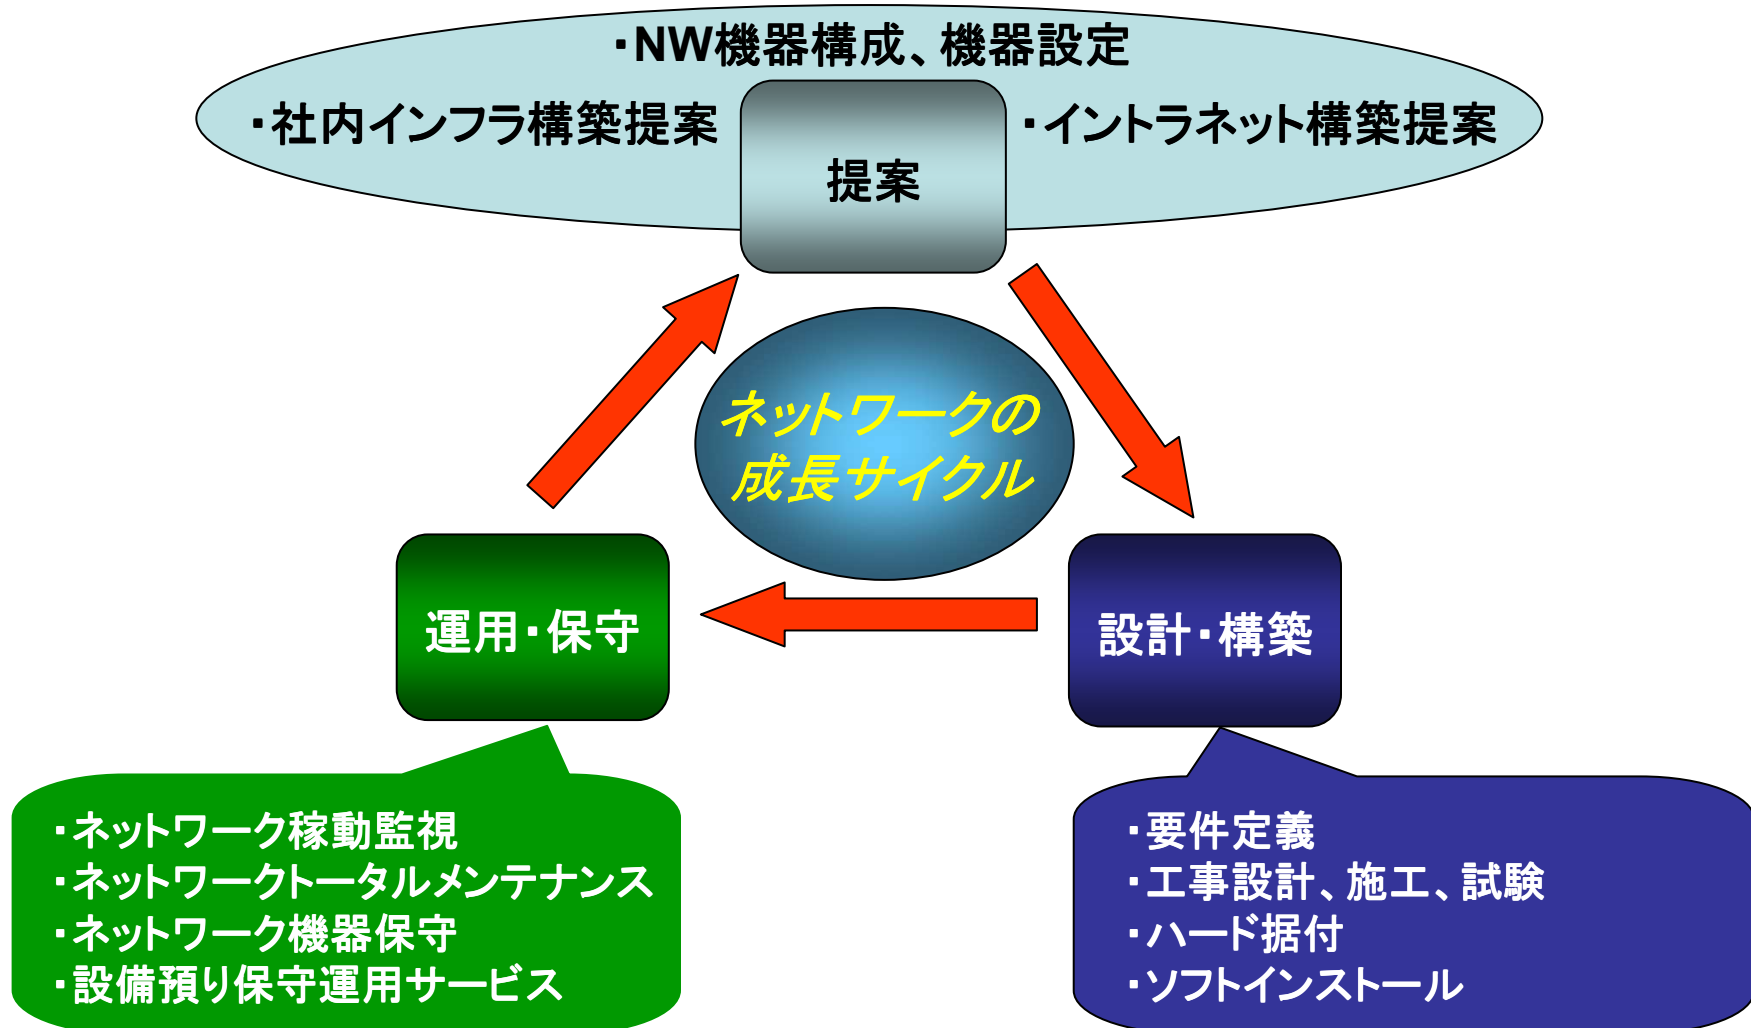 ・NW機器構成、機器設定
・社内インフラ構築提案
・イントラネット構築提案
提案
ネットワークの
成長サイクル
運用・保守
設計・構築
・ネットワーク稼動監視
・ネットワークトータルメンテナンス
・ネットワーク機器保守
・設備預り保守運用サービス
・要件定義
・工事設計、施工、試験
・ハード据付
・ソフトインストール